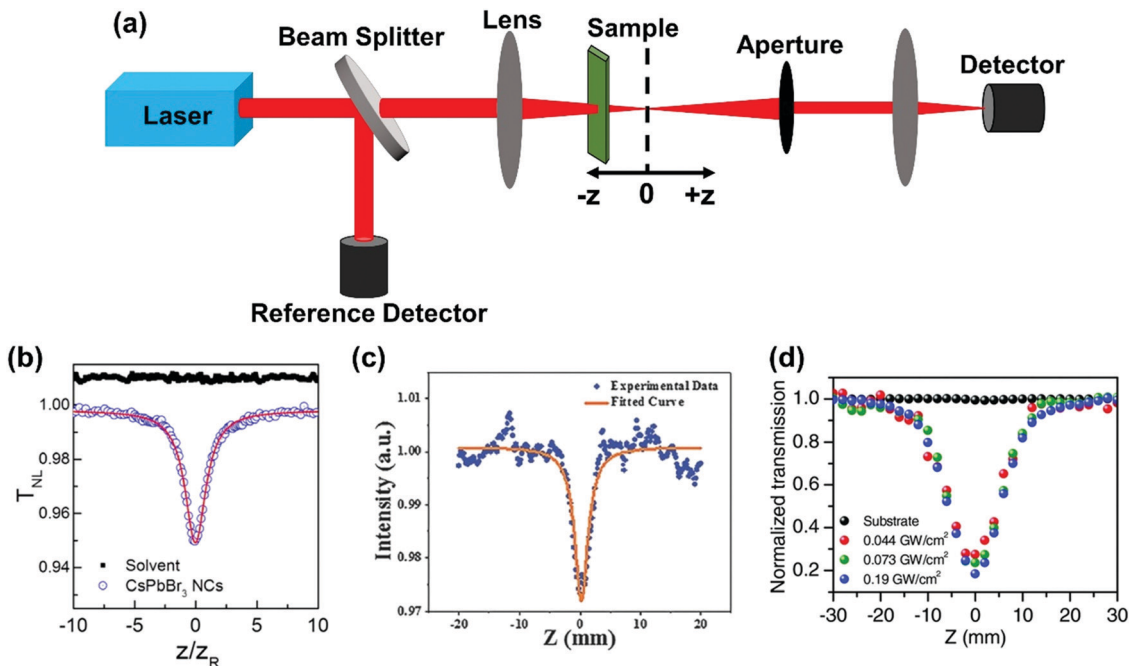 (a)
Laser
Beam Splitter
Lens
Sample
Aperture
Detector
-z 0 +z
Reference Detector
(b)
T_NL
1.00
0.98
0.96
0.94
Solvent
CsPbBr₃ NCs
-10 -5 0 5 10
z/z_R
(c)
Intensity (a.u.)
1.01
1.00
0.99
0.98
0.97
Experimental Data
Fitted Curve
-20 -10 0 10 20
Z (mm)
(d)
Normalized transmission
1.0
0.8
0.6
0.4
0.2
Substrate
0.044 GW/cm²
0.073 GW/cm²
0.19 GW/cm²
-30 -20 -10 0 10 20 30
Z (mm)